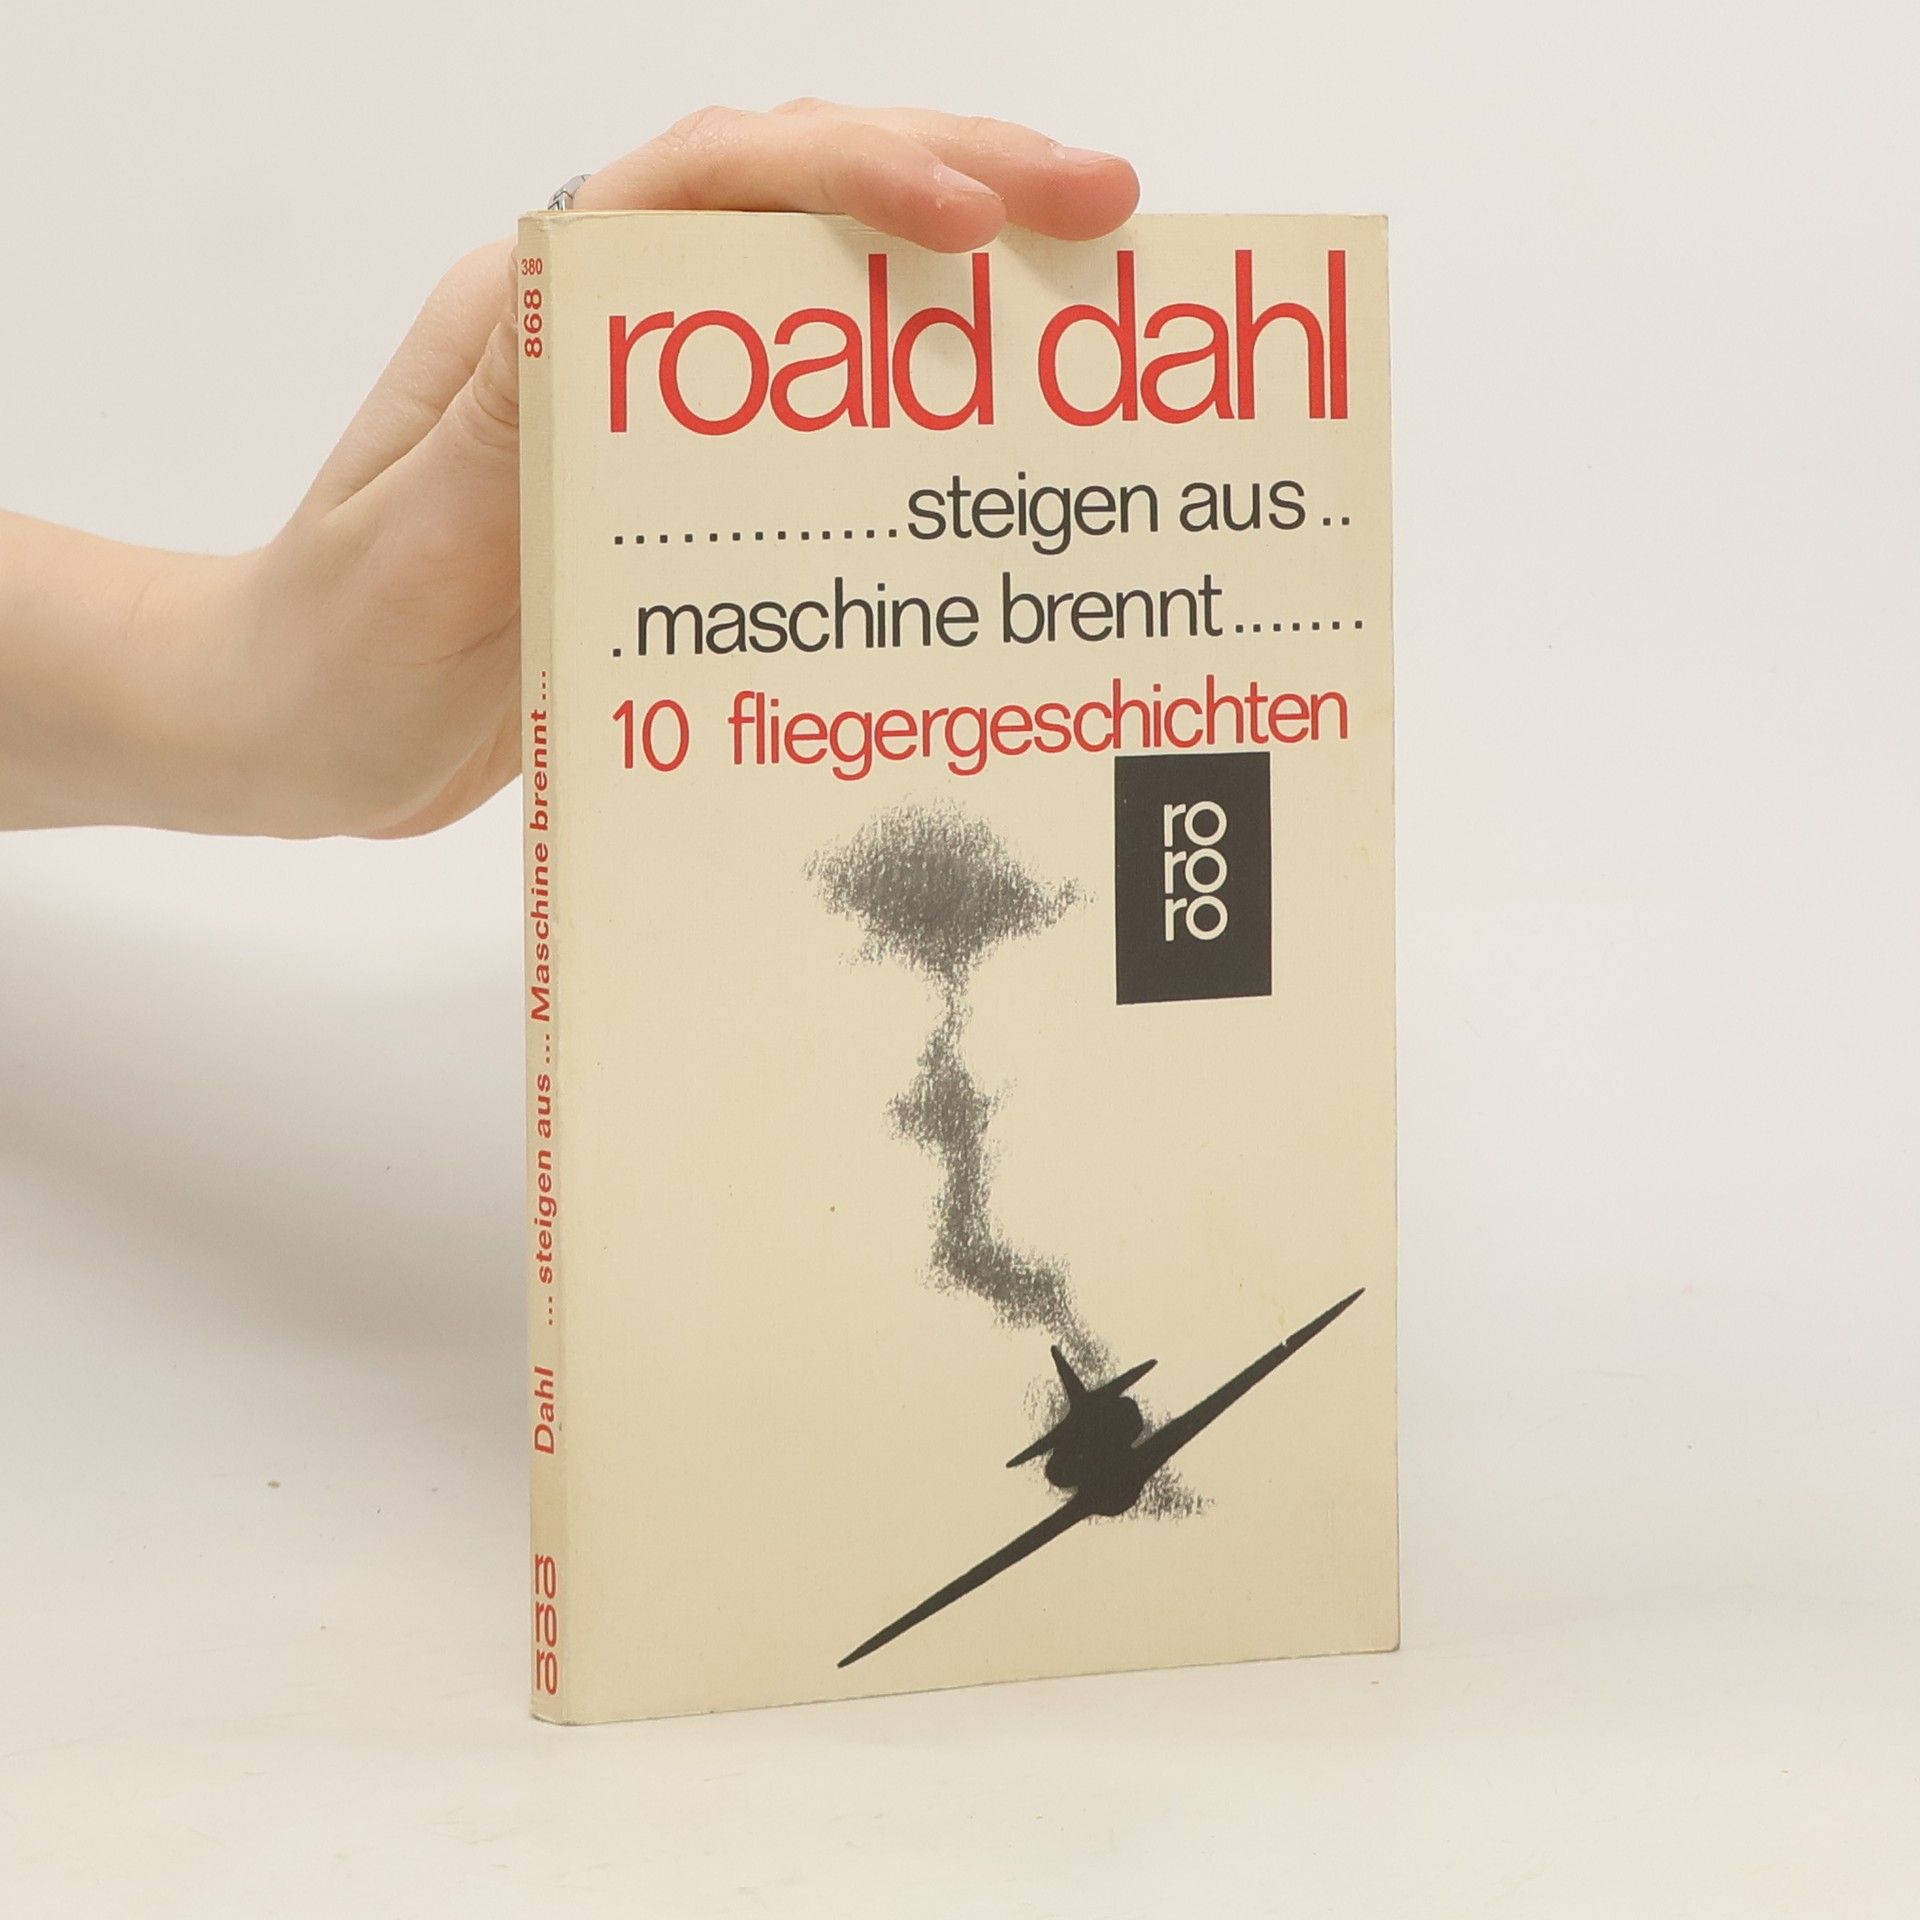 roald dahl
.............steigen aus..
.maschine brennt.......
10 fliegergeschichten
ro
ro
ro
380
868
Dahl ... steigen aus ... Maschine brennt ...
ro
ro
ro